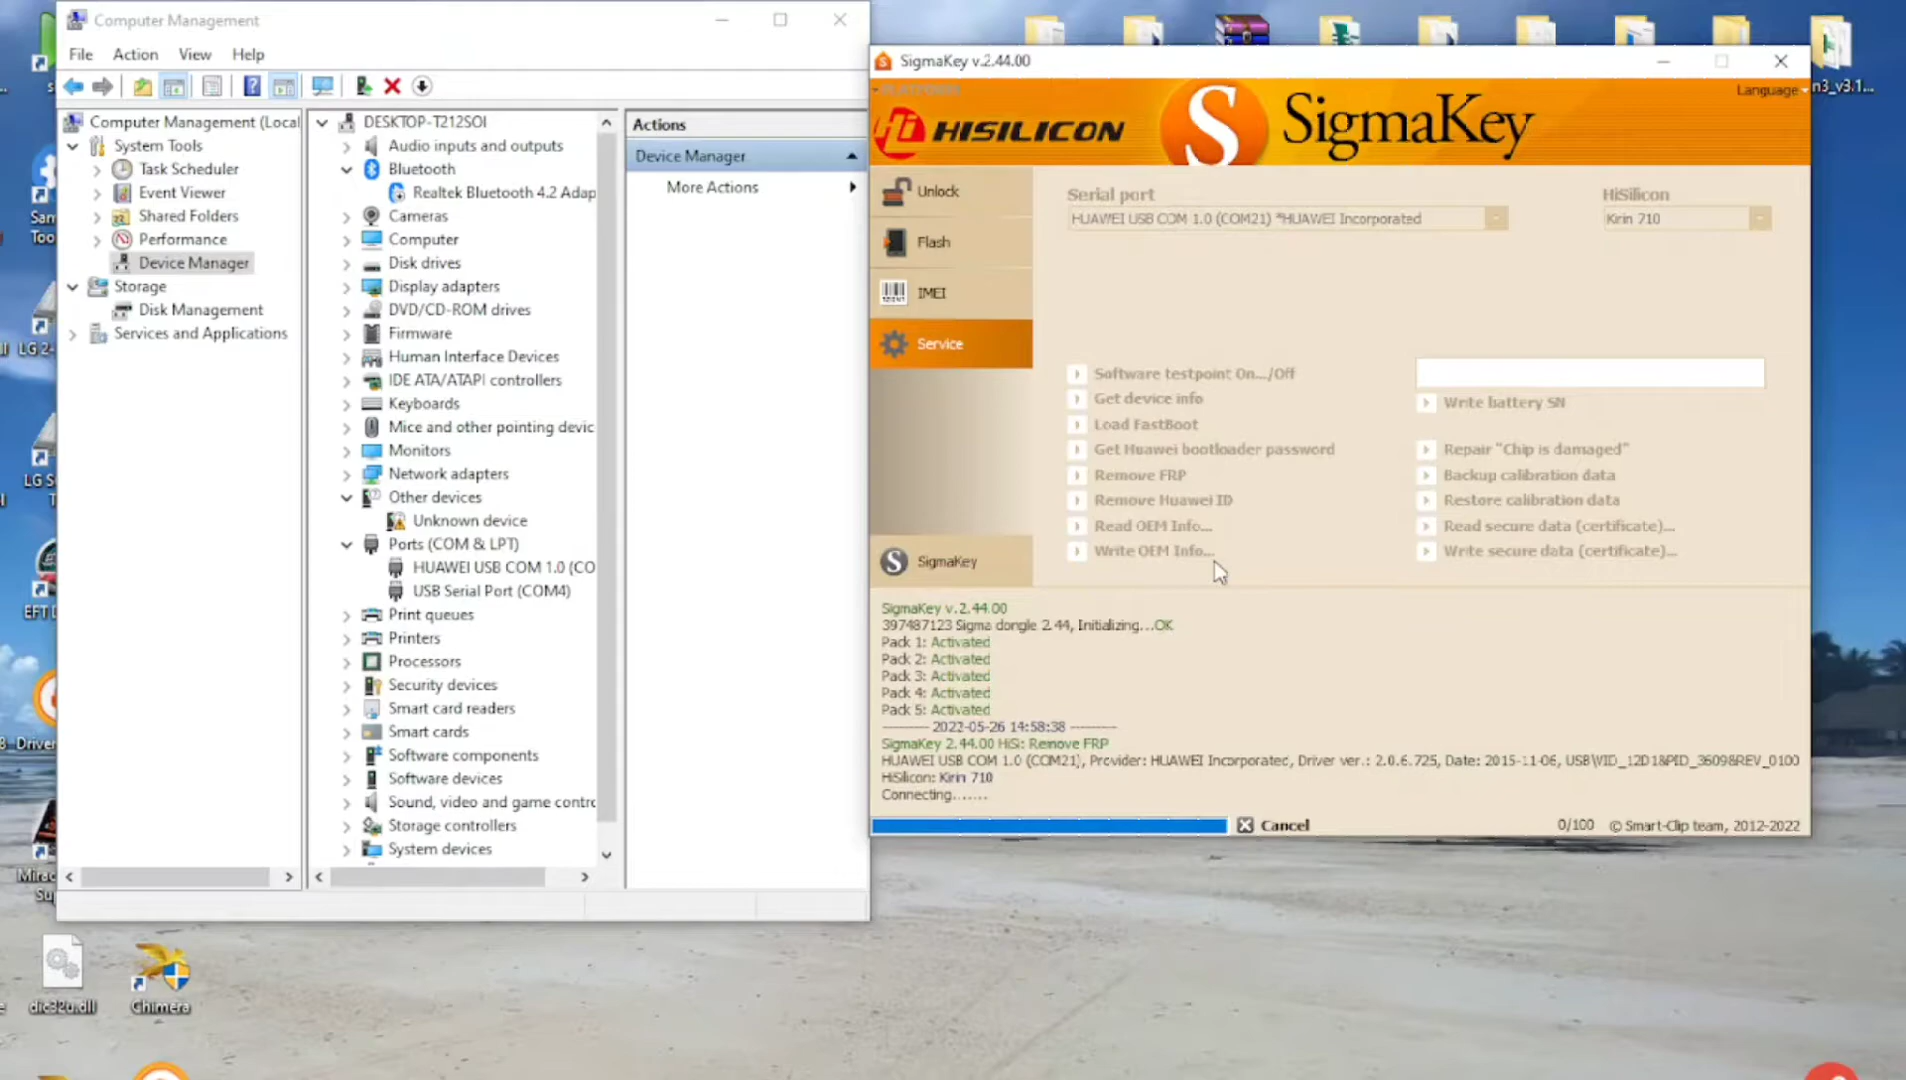 Computer Management
File Action View Help
Computer Management (Local
System Tools
Task Scheduler
Event Viewer
Shared Folders
Performance
Device Manager
Storage
Disk Management
Services and Applications
DESKTOP-T212SOI
Audio inputs and outputs
Bluetooth
Realtek Bluetooth 4.2 Adap
Cameras
Computer
Disk drives
Display adapters
DVD/CD-ROM drives
Firmware
Human Interface Devices
IDE ATA/ATAPI controllers
Keyboards
Mice and other pointing devic
Monitors
Network adapters
Other devices
Unknown device
Ports (COM & LPT)
HUAWEI USB COM 1.0 (CO
USB Serial Port (COM4)
Print queues
Printers
Processors
Security devices
Smart card readers
Smart cards
Software components
Software devices
Sound, video and game contro
Storage controllers
System devices
Actions
Device Manager
More Actions
SigmaKey v.2.44.00
Language
HISILICON
SigmaKey
Unlock
Flash
IMEI
Service
SigmaKey
Serial port
HUAWEI USB COM 1.0 (COM21) *HUAWEI Incorporated
HiSilicon
Kirin 710
Software testpoint On.../Off
Get device info
Load FastBoot
Get Huawei bootloader password
Remove FRP
Remove Huawei ID
Read OEM Info...
Write OEM Info...
Write battery SN
Repair "Chip is damaged"
Backup calibration data
Restore calibration data
Read secure data (certificate)...
Write secure data (certificate)...
SigmaKey v.2.44.00
397487123 Sigma dongle 2.44, Initializing...OK
Pack 1: Activated
Pack 2: Activated
Pack 3: Activated
Pack 4: Activated
Pack 5: Activated
---------- 2022-05-26 14:58:38 ----------
SigmaKey 2.44.00 HiSi: Remove FRP
HUAWEI USB COM 1.0 (COM21), Provider: HUAWEI Incorporated, Driver ver.: 2.0.6.725, Date: 2015-11-06, USB\VID_12D1&PID_3609&REV_0100
HiSilicon: Kirin 710
Connecting.......
Cancel
0/100
© Smart-Clip team, 2012-2022
n3_v3.1...
Sam
Too
LG 2-
LG S
EFT D
Driver
Mirac
Su
Chimera